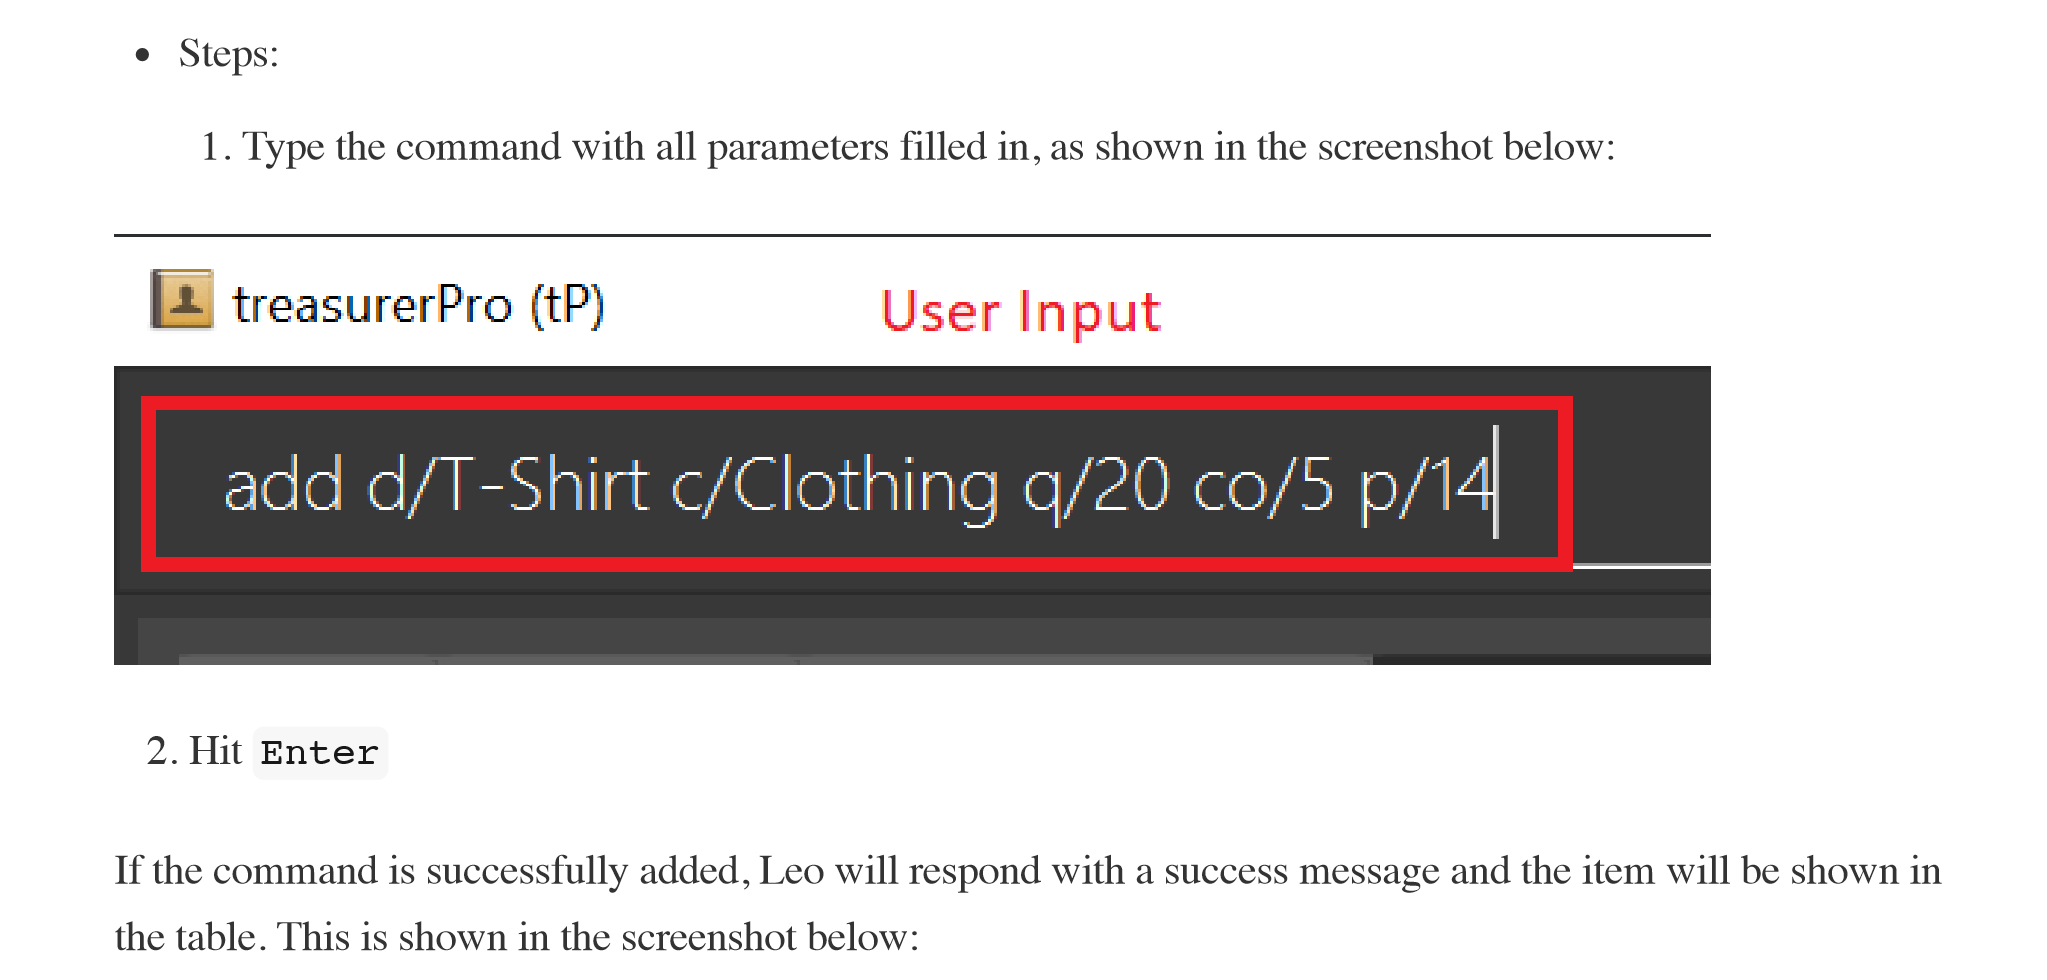 Steps:
1. Type the command with all parameters filled in, as shown in the screenshot below:
treasurerPro (tP)
User Input
add d/T-Shirt c/Clothing q/20 co/5 p/14
2. Hit Enter
If the command is successfully added, Leo will respond with a success message and the item will be shown in
the table. This is shown in the screenshot below: